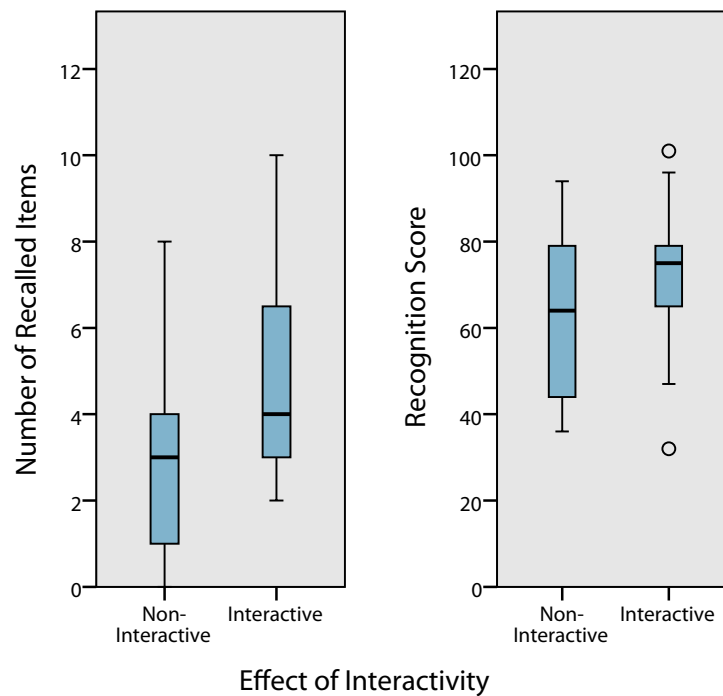 Number of Recalled Items
12
10
8
6
4
2
0
Non-
Interactive
Interactive
Recognition Score
120
100
80
60
40
20
0
Non-
Interactive
Interactive
Effect of Interactivity